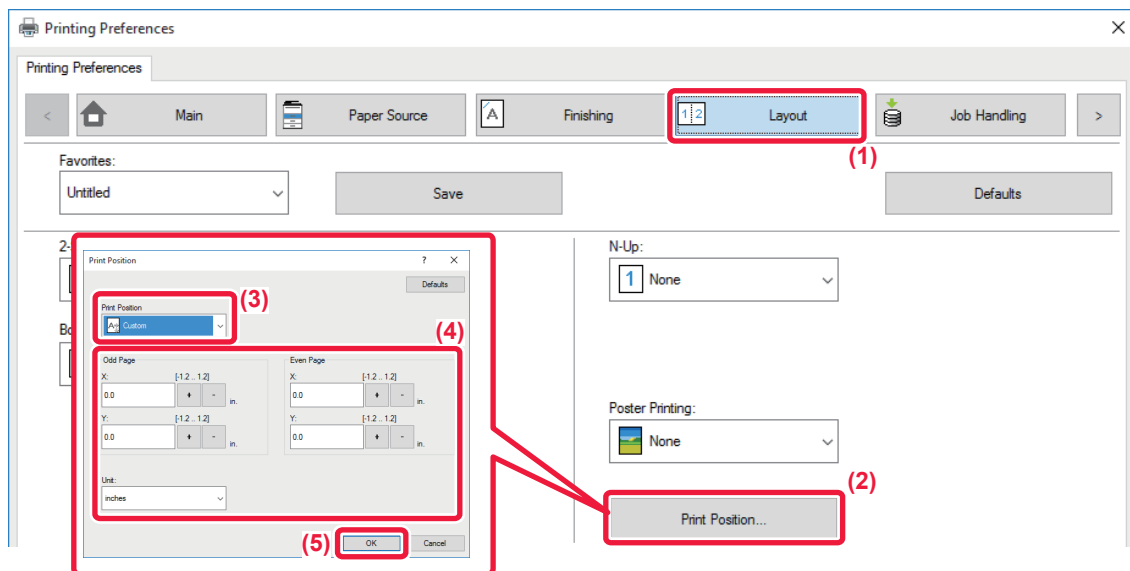 Printing Preferences
Printing Preferences
< Main Paper Source Finishing Layout Job Handling >
(1)
Favorites:
Untitled Save Defaults
2-
Print Position ? ×
Defaults
Print Position
(3)
Custom
(4)
Odd Page Even Page
X: [-1.2 .. 1.2] X: [-1.2 .. 1.2]
0.0 + - in. 0.0 + - in.
Y: [-1.2 .. 1.2] Y: [-1.2 .. 1.2]
0.0 + - in. 0.0 + - in.
Unit:
inches
(5) OK Cancel
Bo
N-Up:
1 None
Poster Printing:
None
(2)
Print Position...